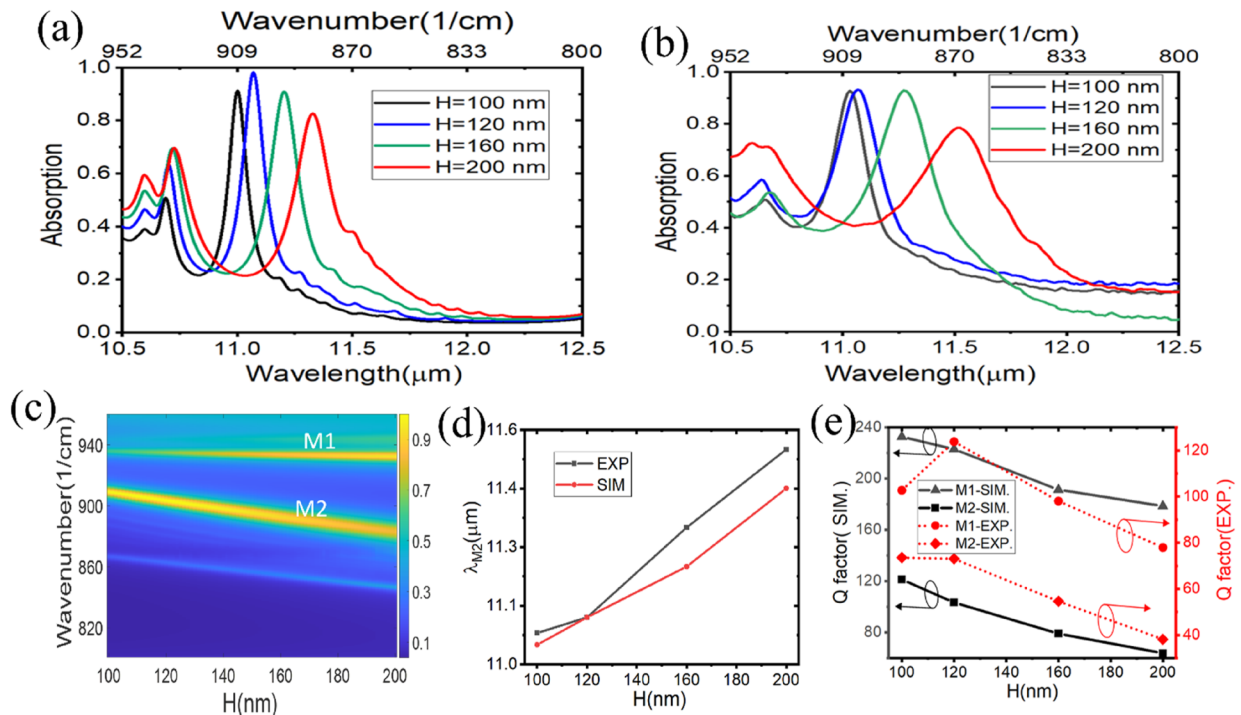 (a)
Wavenumber(1/cm)
952 909 870 833 800
1.0
0.8
0.6
0.4
0.2
0.0
Absorption
H=100 nm
H=120 nm
H=160 nm
H=200 nm
10.5 11.0 11.5 12.0 12.5
Wavelength(μm)
(b)
Wavenumber(1/cm)
952 909 870 833 800
1.0
0.8
0.6
0.4
0.2
0.0
Absorption
H=100 nm
H=120 nm
H=160 nm
H=200 nm
10.5 11.0 11.5 12.0 12.5
Wavelength(μm)
(c)
Wavenumber(1/cm)
940
900
860
820
M1
M2
0.9
0.7
0.5
0.3
0.1
100 120 140 160 180 200
H(nm)
(d)
11.6
11.4
11.3
11.1
11.0
λM2(μm)
EXP
SIM
100 120 140 160 180 200
H(nm)
(e)
240
200
160
120
80
Q factor( SIM.)
M1-SIM.
M2-SIM.
M1-EXP.
M2-EXP.
120
100
80
60
40
Q factor(EXP.)
100 120 140 160 180 200
H(nm)